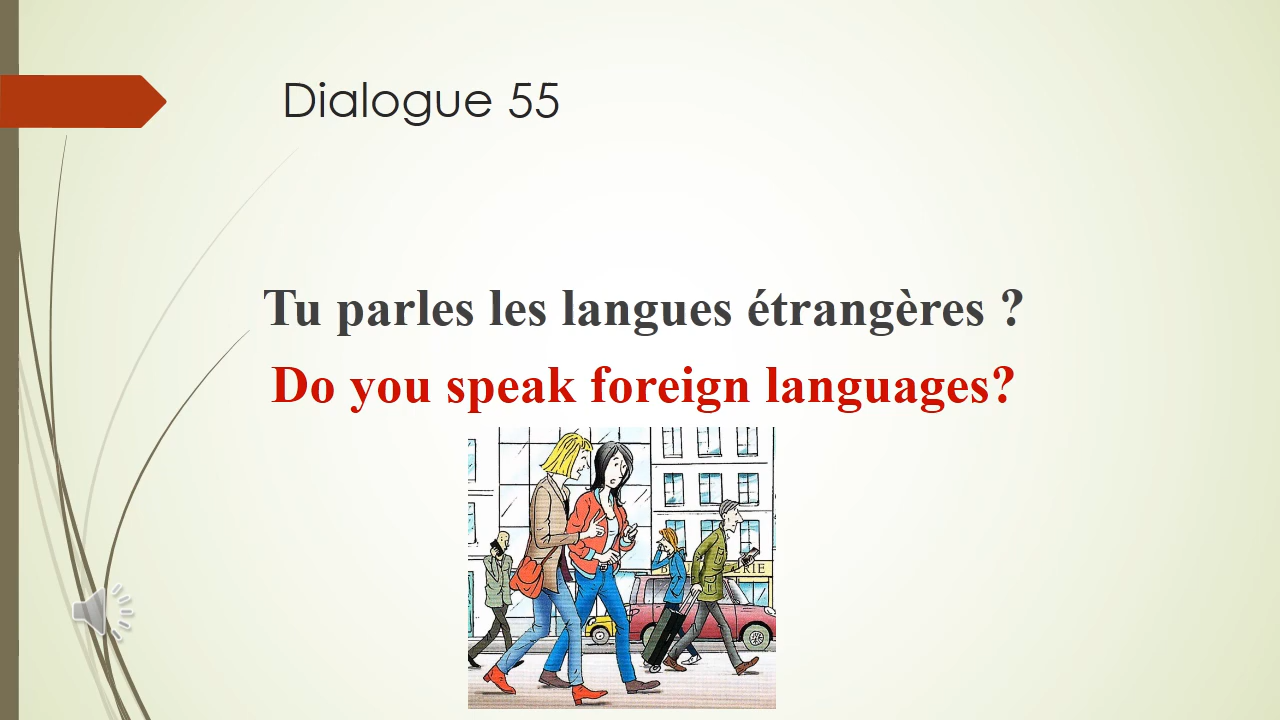 Dialogue 55
Tu parles les langues étrangères ?
Do you speak foreign languages?